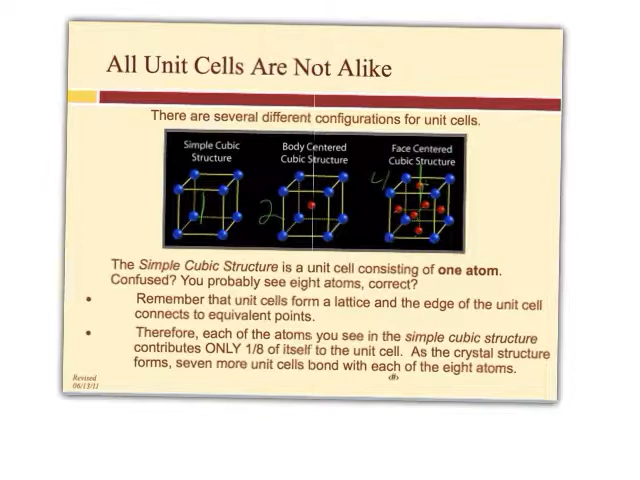 All Unit Cells Are Not Alike
There are several different configurations for unit cells.
Simple Cubic
Structure
Body Centered
Cubic Structure
Face Centered
Cubic Structure
1
2
4
The Simple Cubic Structure is a unit cell consisting of one atom.
Confused? You probably see eight atoms, correct?
• Remember that unit cells form a lattice and the edge of the unit cell
connects to equivalent points.
• Therefore, each of the atoms you see in the simple cubic structure
contributes ONLY 1/8 of itself to the unit cell. As the crystal structure
forms, seven more unit cells bond with each of the eight atoms.
Revised
06/13/11